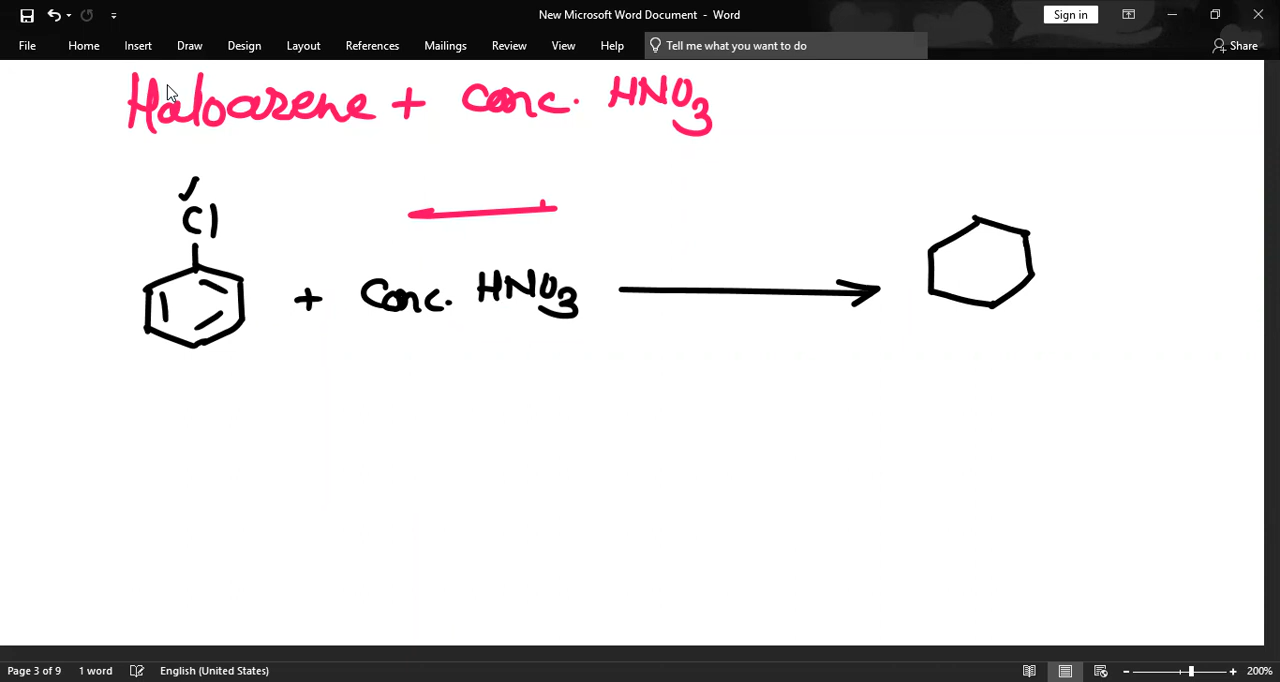 New Microsoft Word Document - Word
Sign in
File Home Insert Draw Design Layout References Mailings Review View Help Tell me what you want to do Share
Haloarene + Conc. HNO3
Cl
+ Conc. HNO3
Page 3 of 9 1 word English (United States) 200%